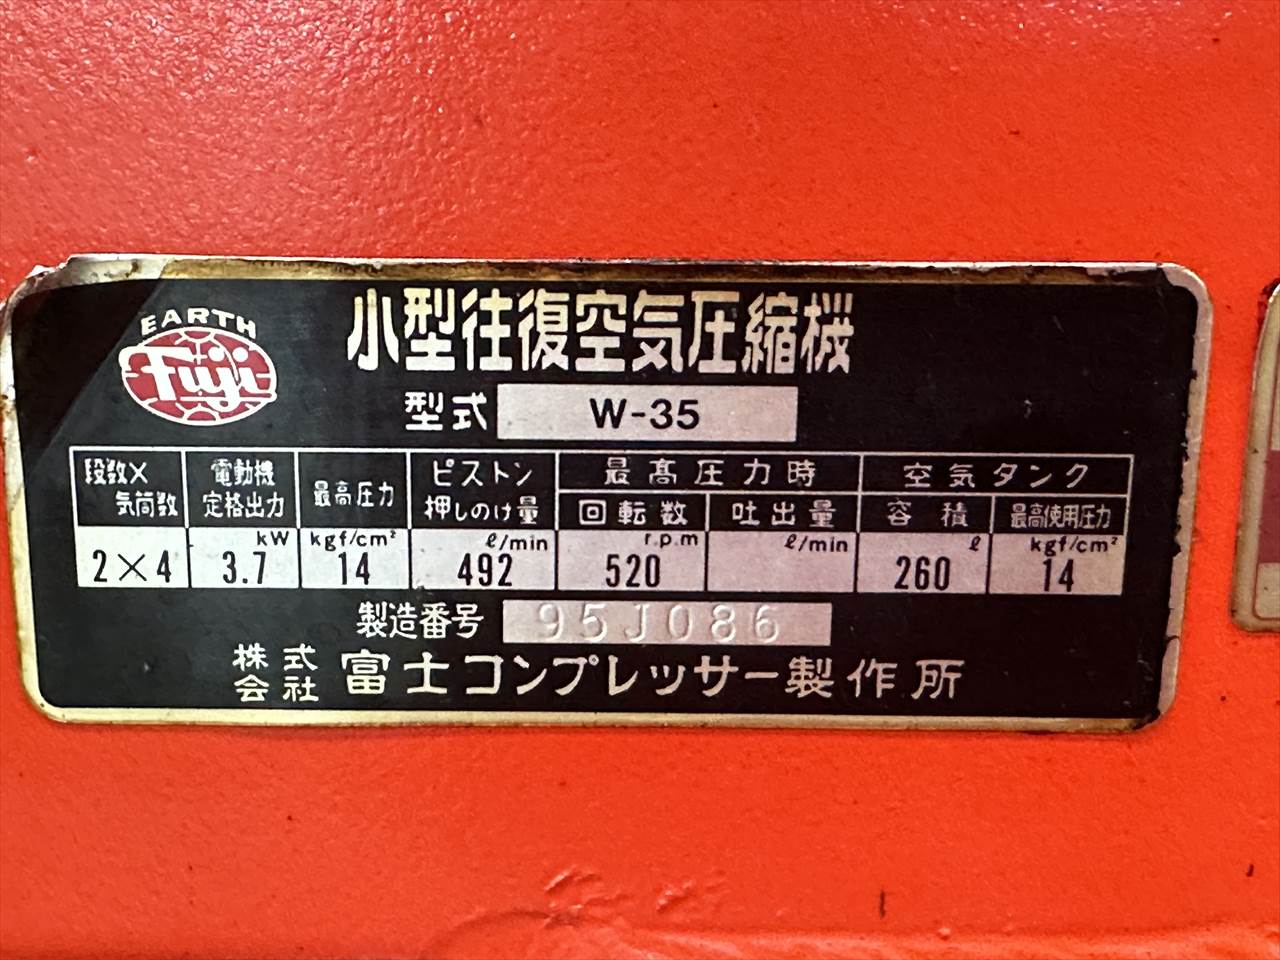 EARTH
Fuji
小型往復空気圧縮機
型式 W-35
段数×気筒数 電動機定格出力 最高圧力 ピストン押しのけ量 最高圧力時 空気タンク
回転数 吐出量 容積 最高使用圧力
kW kgf/cm² ℓ/min r.p.m ℓ/min ℓ kgf/cm²
2×4 3.7 14 492 520 260 14
製造番号 95J086
株式会社 富士コンプレッサー製作所